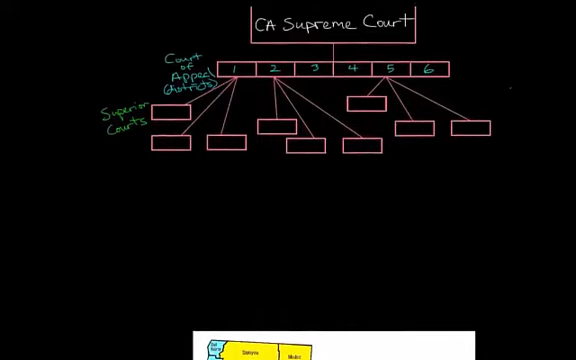 CA Supreme Court
Court
of
Appeal
(districts)
1 2 3 4 5 6
Superior
Courts
Siskiyou
Modoc